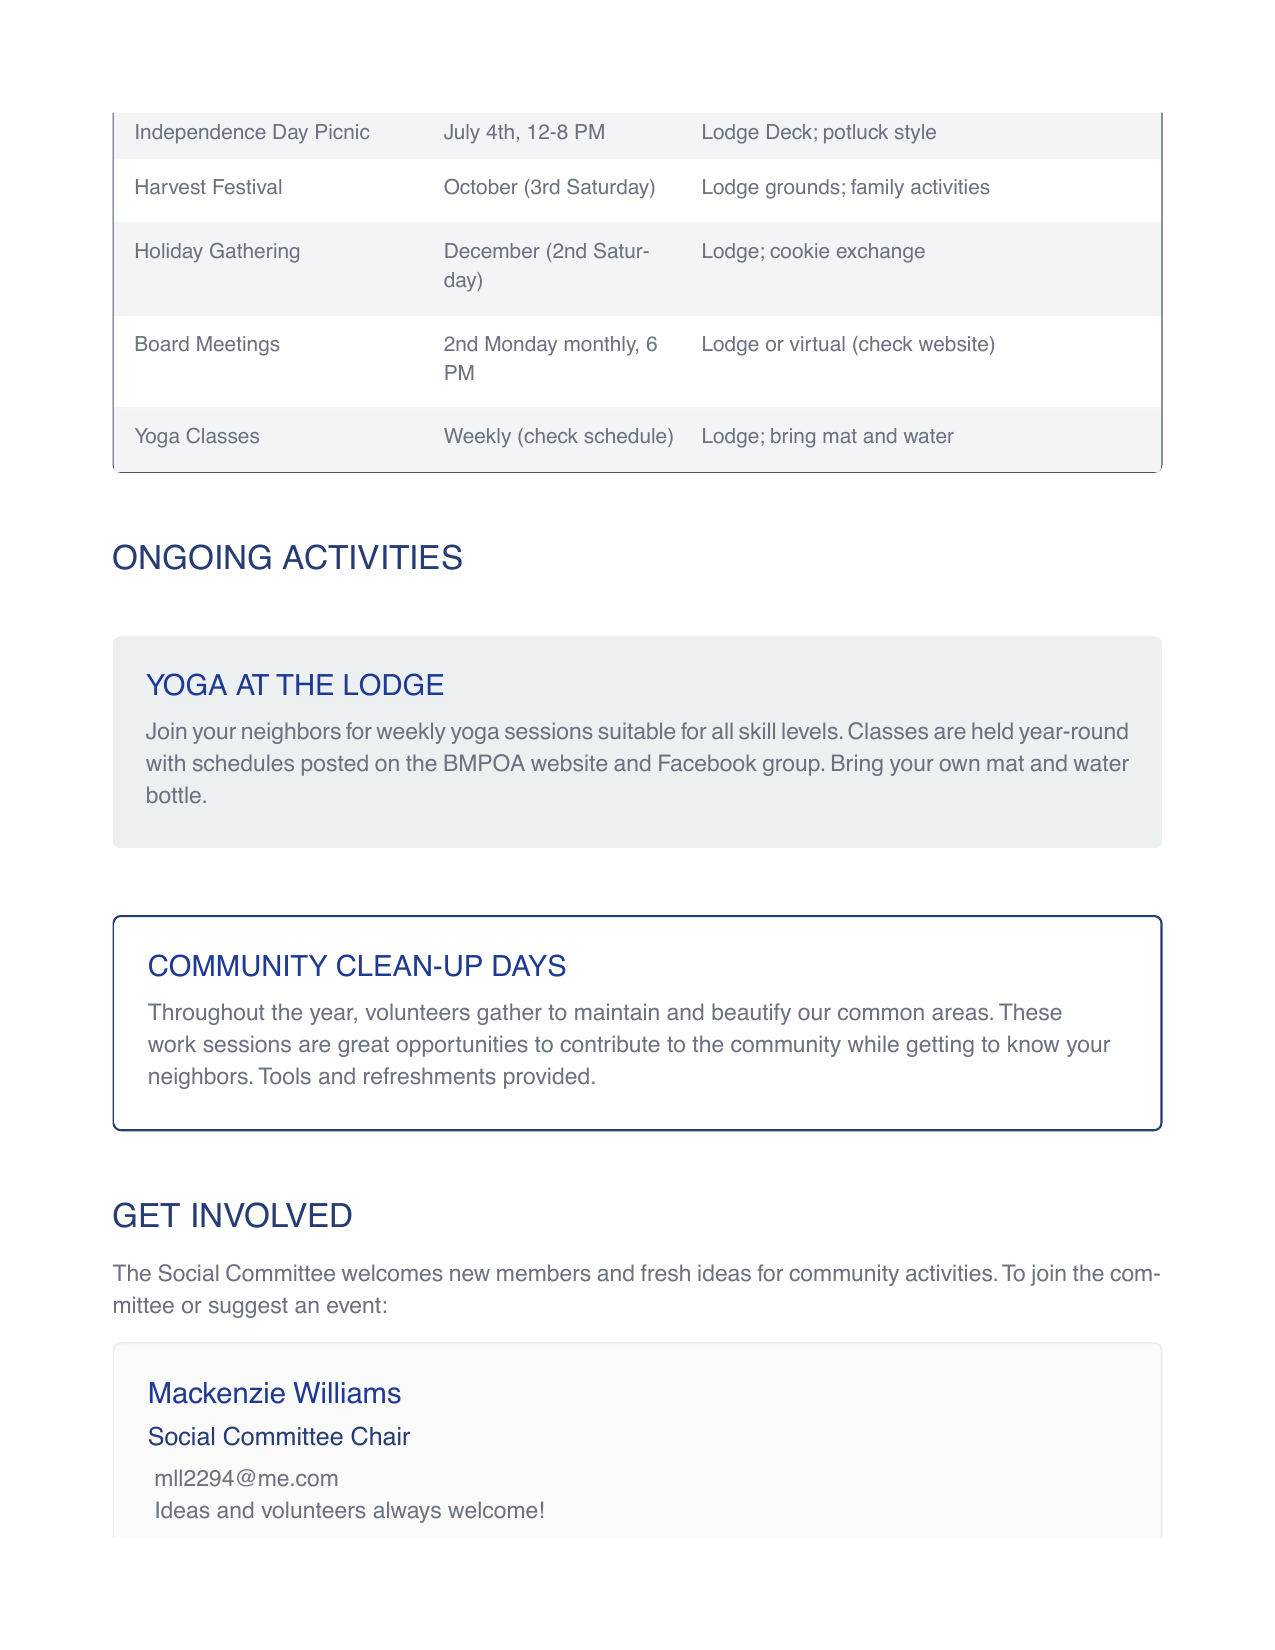 Independence Day Picnic July 4th, 12-8 PM Lodge Deck; potluck style
Harvest Festival October (3rd Saturday) Lodge grounds; family activities
Holiday Gathering December (2nd Satur- Lodge; cookie exchange
day)
Board Meetings 2nd Monday monthly, 6 Lodge or virtual (check website)
PM
Yoga Classes Weekly (check schedule) Lodge; bring mat and water
ONGOING ACTIVITIES
YOGA AT THE LODGE
Join your neighbors for weekly yoga sessions suitable for all skill levels. Classes are held year-round
with schedules posted on the BMPOA website and Facebook group. Bring your own mat and water
bottle.
COMMUNITY CLEAN-UP DAYS
Throughout the year, volunteers gather to maintain and beautify our common areas. These
work sessions are great opportunities to contribute to the community while getting to know your
neighbors. Tools and refreshments provided.
GET INVOLVED
The Social Committee welcomes new members and fresh ideas for community activities. To join the com-
mittee or suggest an event:
Mackenzie Williams
Social Committee Chair
mll2294@me.com
Ideas and volunteers always welcome!